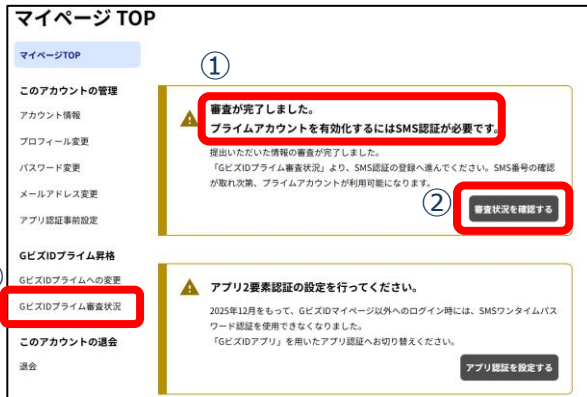 マイページ TOP
マイページTOP
このアカウントの管理
アカウント情報
プロフィール変更
パスワード変更
メールアドレス変更
アプリ認証事前設定
GビズIDプライム昇格
GビズIDプライムへの変更
GビズIDプライム審査状況
このアカウントの退会
退会
①
審査が完了しました。
プライムアカウントを有効化するにはSMS認証が必要です。
提出いただいた情報の審査が完了しました。
「GビズIDプライム審査状況」より、SMS認証の登録へ進んでください。SMS番号の確認
が取れ次第、プライムアカウントが利用可能になります。
②
審査状況を確認する
アプリ2要素認証の設定を行ってください。
2025年12月をもって、GビズIDマイページ以外へのログイン時には、SMSワンタイムパス
ワード認証を使用できなくなりました。
「GビズIDアプリ」を用いたアプリ認証へお切り替えください。
アプリ認証を設定する